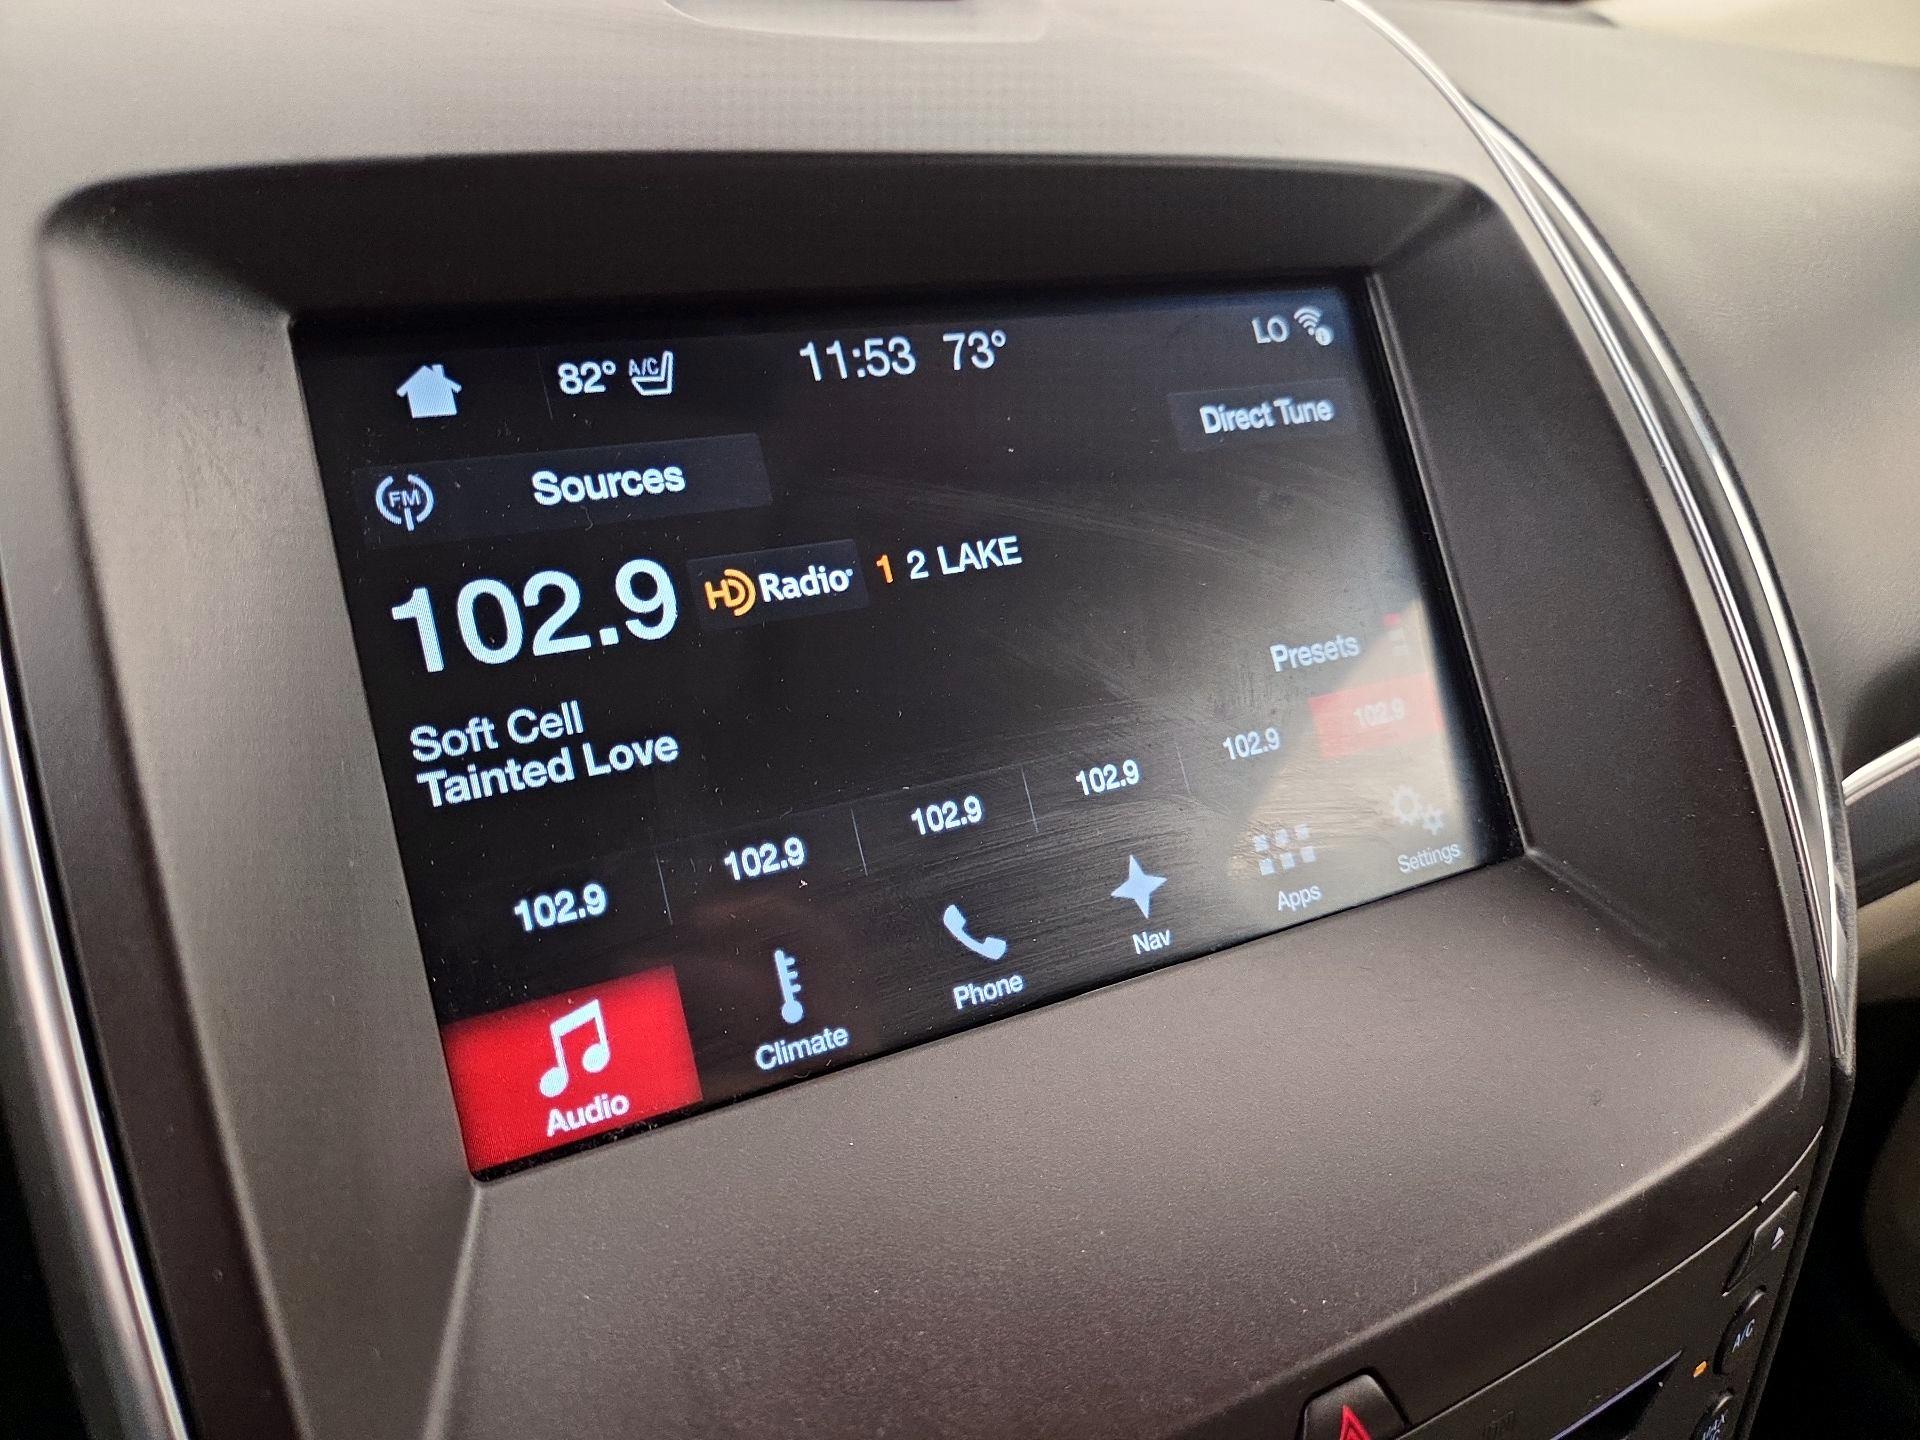 82° A/C 11:53 73° LO
Direct Tune
FM Sources
102.9 HD Radio 1 2 LAKE
Presets
Soft Cell
Tainted Love
102.9 102.9 102.9 102.9 102.9 102.9
Audio Climate Phone Nav Apps Settings
A/C